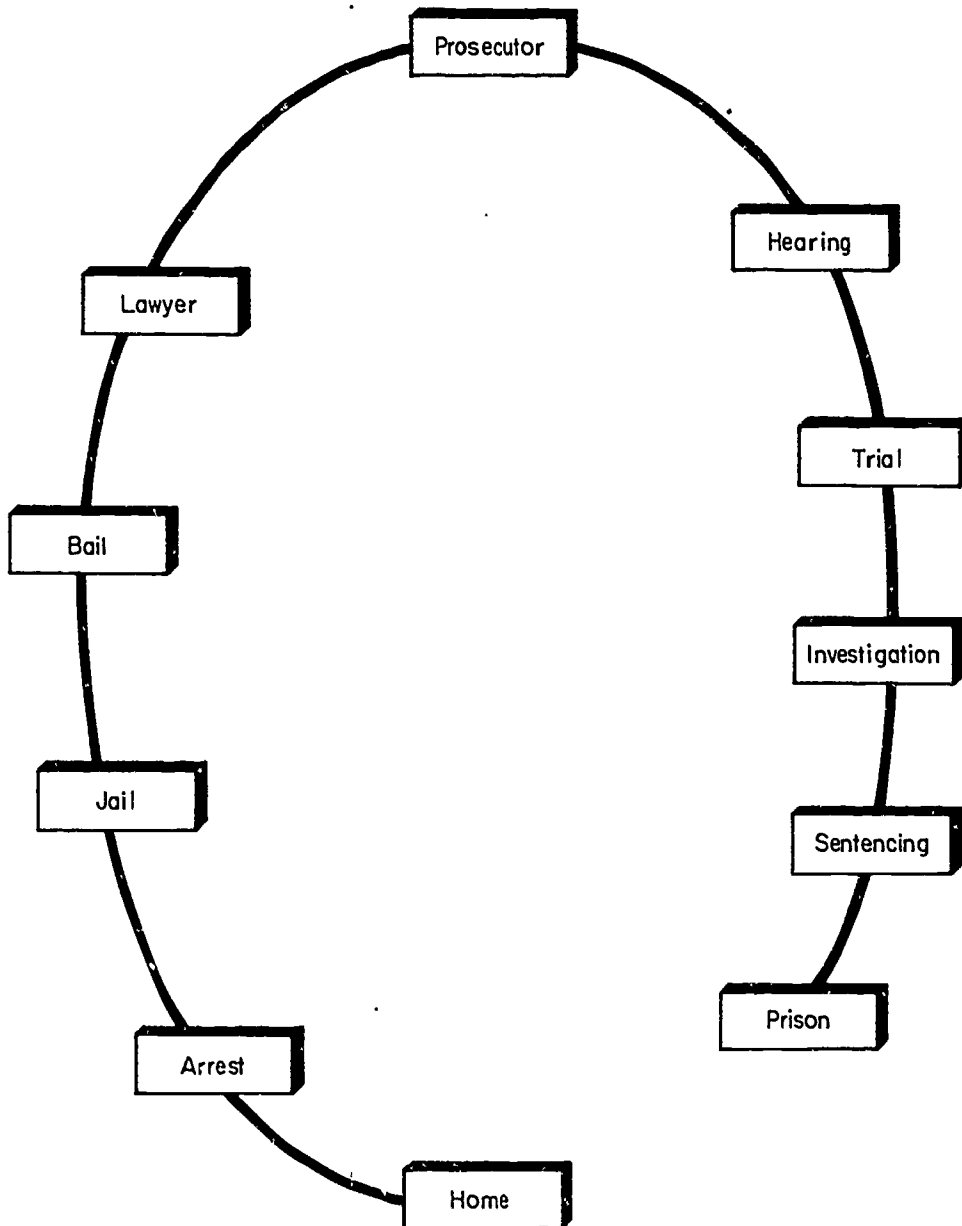 Prosecutor
Hearing
Lawyer
Trial
Bail
Investigation
Jail
Sentencing
Prison
Arrest
Home